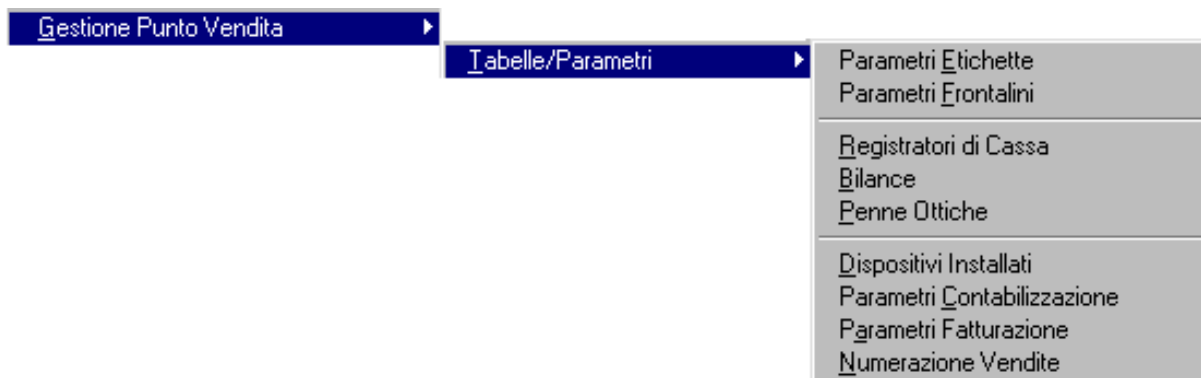 Gestione Punto Vendita
Tabelle/Parametri
Parametri Etichette
Parametri Frontalini
Registratori di Cassa
Bilance
Penne Ottiche
Dispositivi Installati
Parametri Contabilizzazione
Parametri Fatturazione
Numerazione Vendite